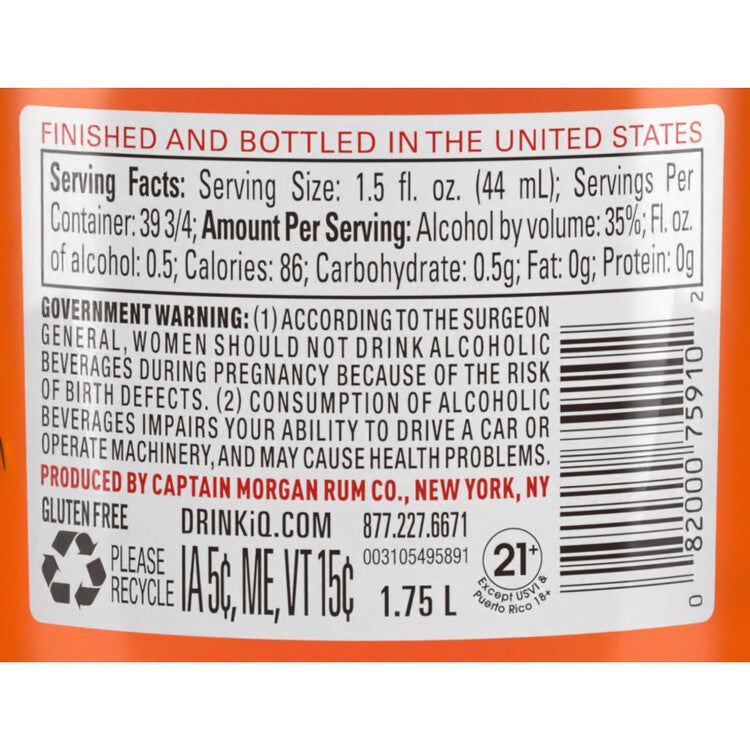 FINISHED AND BOTTLED IN THE UNITED STATES
Serving Facts: Serving Size: 1.5 fl. oz. (44 mL); Servings Per
Container: 39 3/4; Amount Per Serving: Alcohol by volume: 35%; Fl. oz.
of alcohol: 0.5; Calories: 86; Carbohydrate: 0.5g; Fat: 0g; Protein: 0g
GOVERNMENT WARNING: (1) ACCORDING TO THE SURGEON
GENERAL, WOMEN SHOULD NOT DRINK ALCOHOLIC
BEVERAGES DURING PREGNANCY BECAUSE OF THE RISK
OF BIRTH DEFECTS. (2) CONSUMPTION OF ALCOHOLIC
BEVERAGES IMPAIRS YOUR ABILITY TO DRIVE A CAR OR
OPERATE MACHINERY, AND MAY CAUSE HEALTH PROBLEMS.
PRODUCED BY CAPTAIN MORGAN RUM CO., NEW YORK, NY
GLUTEN FREE DRINKiQ.COM 877.227.6671
003105495891
PLEASE
RECYCLE
IA 5¢, ME, VT 15¢ 1.75 L
21+
Except USVI &
Puerto Rico 18+
0 82000 75910 2